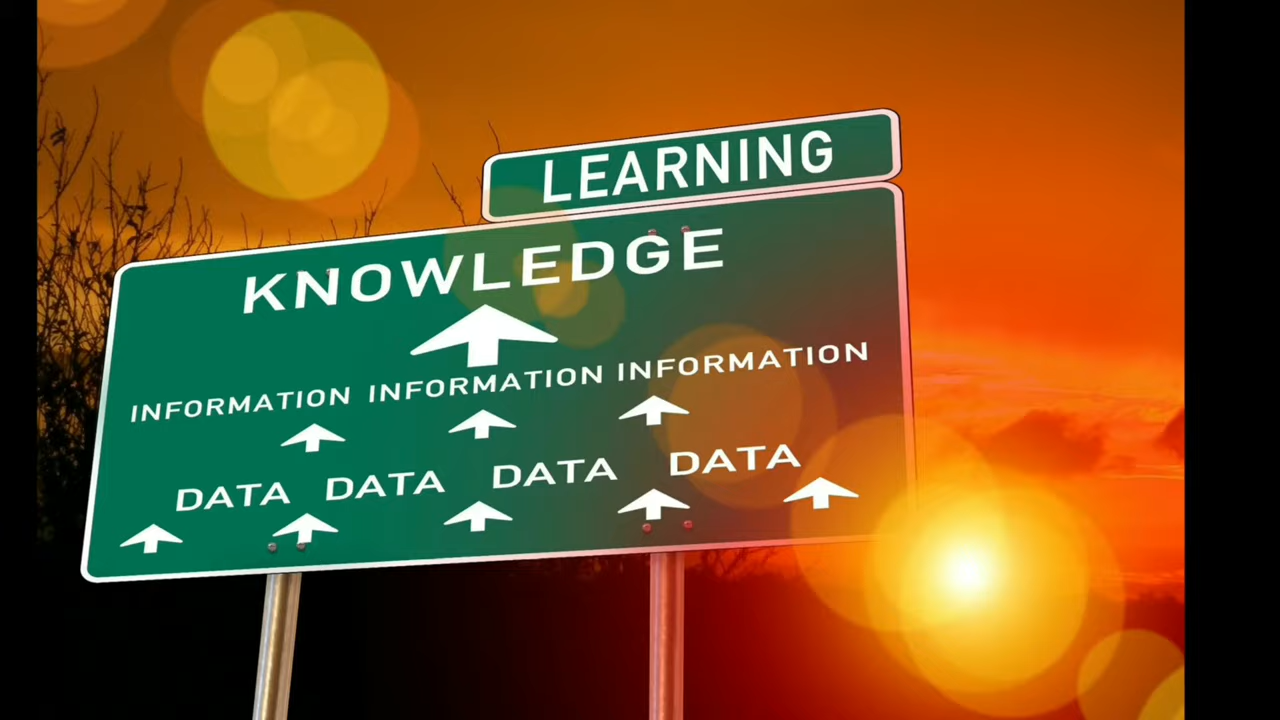 LEARNING
KNOWLEDGE
INFORMATION INFORMATION INFORMATION
DATA DATA DATA DATA